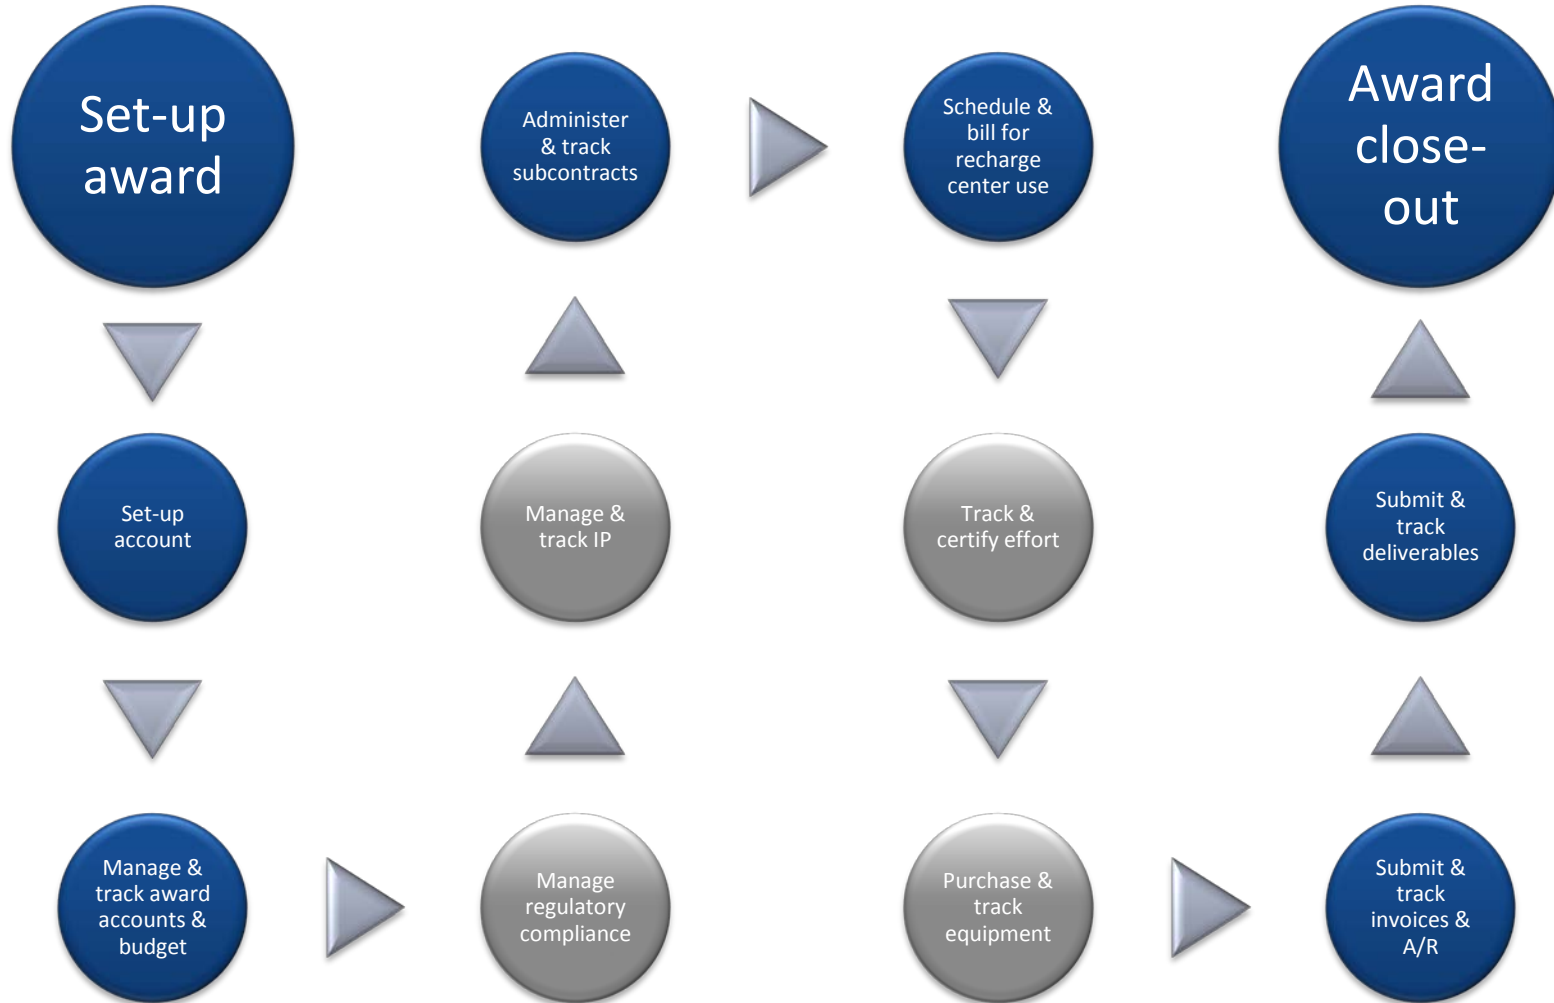 Set-up
award
Set-up
account
Manage &
track award
accounts &
budget
Manage
regulatory
compliance
Manage &
track IP
Administer
& track
subcontracts
Schedule &
bill for
recharge
center use
Track &
certify effort
Purchase &
track
equipment
Submit &
track
invoices &
A/R
Submit &
track
deliverables
Award
close-
out